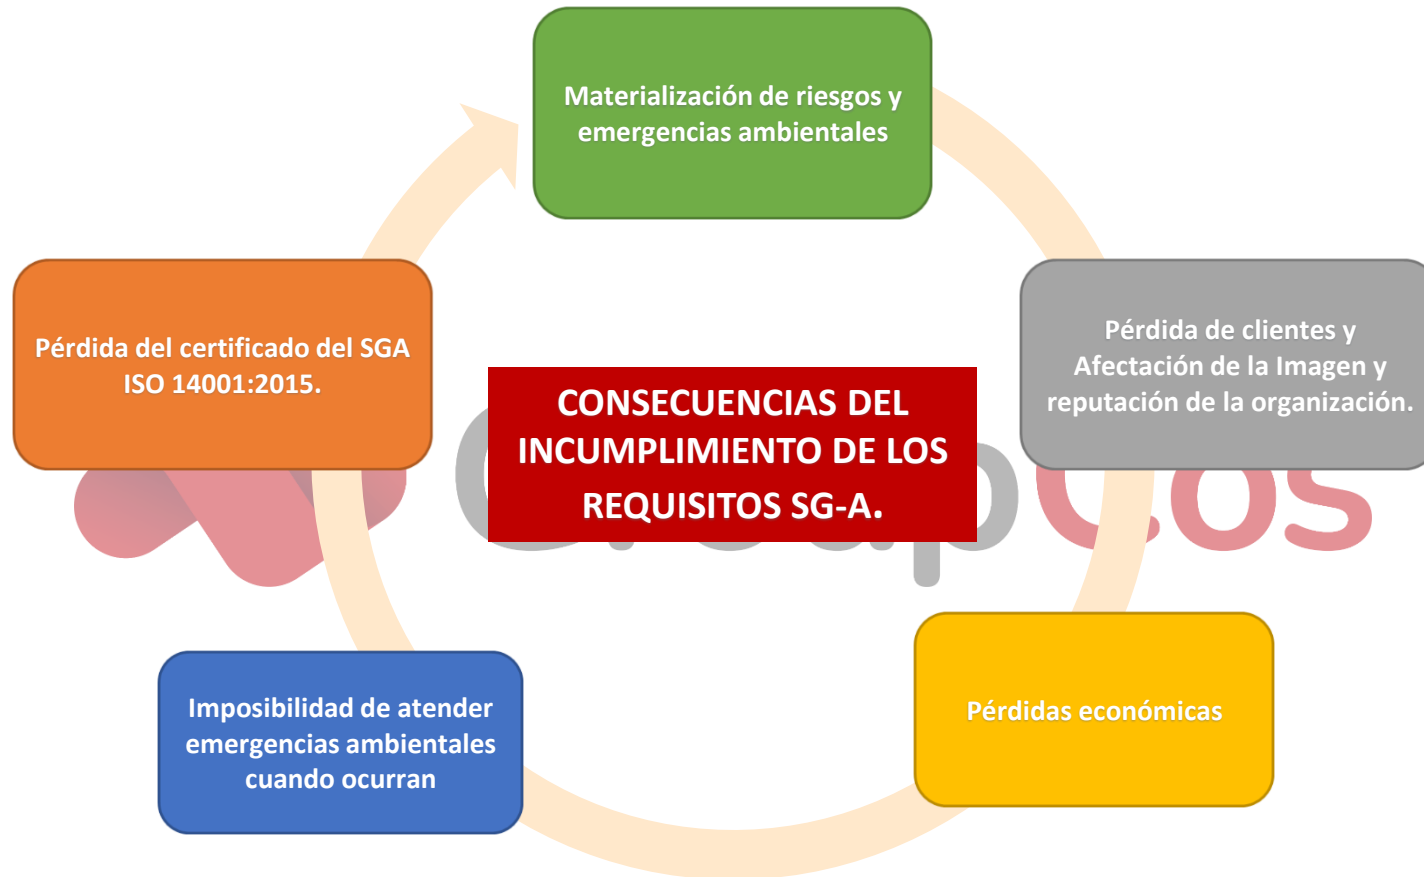 Materialización de riesgos y
emergencias ambientales
Pérdida de clientes y
Afectación de la Imagen y
reputación de la organización.
Pérdidas económicas
Imposibilidad de atender
emergencias ambientales
cuando ocurran
Pérdida del certificado del SGA
ISO 14001:2015.
CONSECUENCIAS DEL
INCUMPLIMIENTO DE LOS
REQUISITOS SG-A.